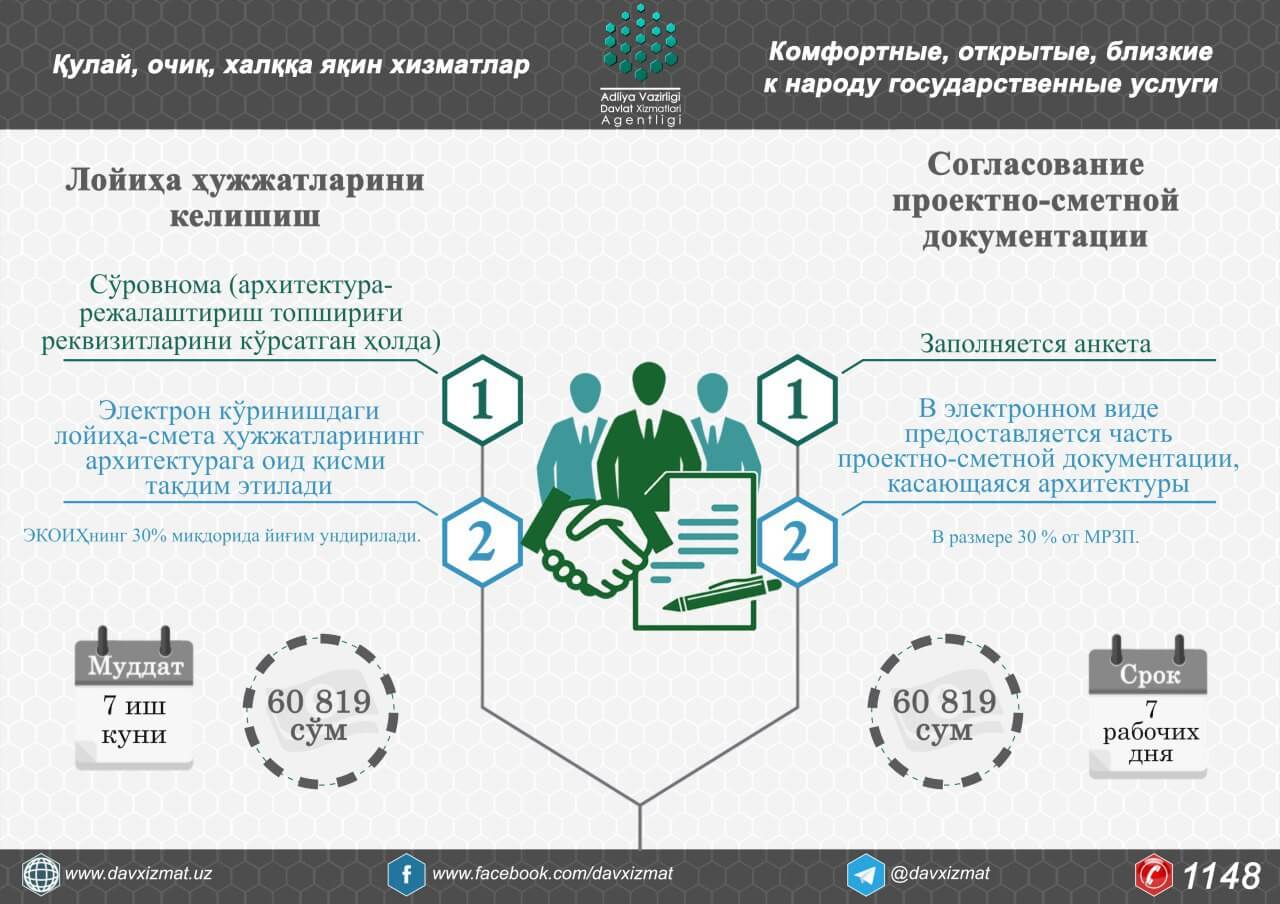 Қулай, очиқ, халққа яқин хизматлар
Adliya Vazirligi
Davlat Xizmatlari
Agentligi
Комфортные, открытые, близкие
к народу государственные услуги
Лойиҳа ҳужжатларини
келишиш
Сўровнома (архитектура-
режалаштириш топшириғи
реквизитларини кўрсатган ҳолда)
1
Электрон кўринишдаги
лойиҳа-смета ҳужжатларининг
архитектурага оид қисми
тақдим этилади
2
ЭКОИҲнинг 30% миқдорида йиғим ундирилади.
Муддат
7 иш
куни
60 819
сўм
Согласование
проектно-сметной
документации
Заполняется анкета
1
В электронном виде
предоставляется часть
проектно-сметной документации,
касающаяся архитектуры
2
В размере 30 % от МРЗП.
60 819
сум
Срок
7
рабочих
дня
www.davxizmat.uz
f
www.facebook.com/davxizmat
@davxizmat
1148